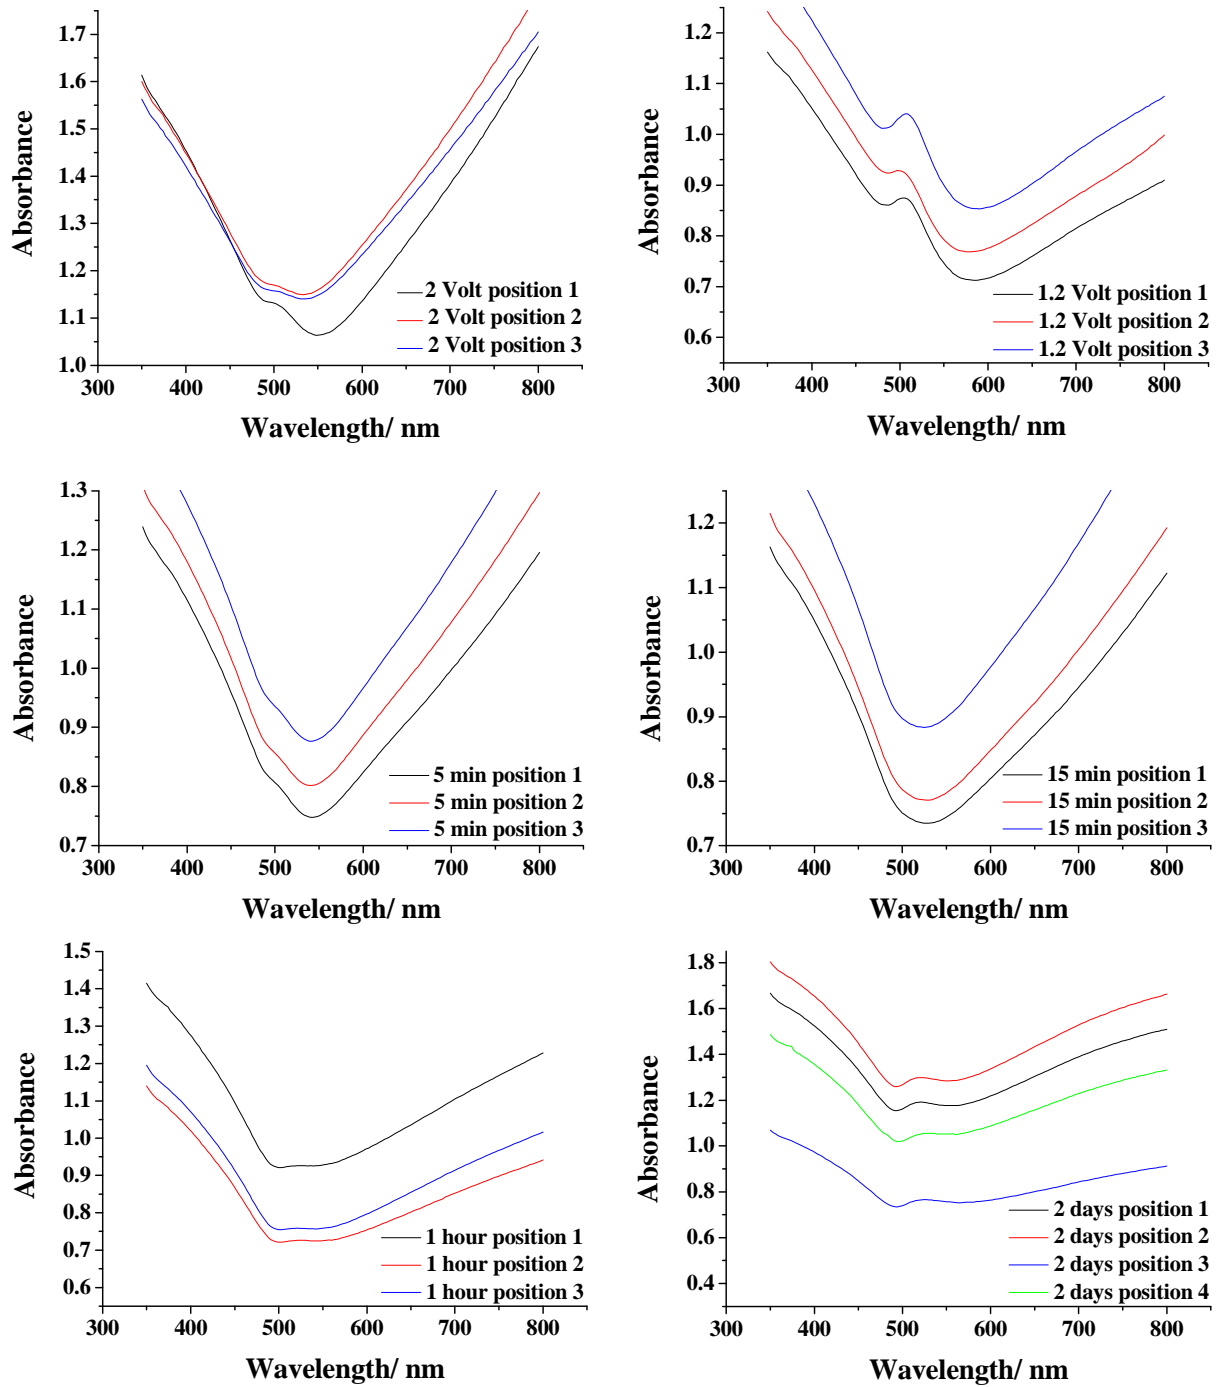 1.7
1.6
1.5
1.4
1.3
1.2
1.1
1.0
Absorbance
2 Volt position 1
2 Volt position 2
2 Volt position 3
300 400 500 600 700 800
Wavelength/ nm
1.2
1.1
1.0
0.9
0.8
0.7
0.6
Absorbance
1.2 Volt position 1
1.2 Volt position 2
1.2 Volt position 3
300 400 500 600 700 800
Wavelength/ nm
1.3
1.2
1.1
1.0
0.9
0.8
0.7
Absorbance
5 min position 1
5 min position 2
5 min position 3
300 400 500 600 700 800
Wavelength/ nm
1.2
1.1
1.0
0.9
0.8
0.7
Absorbance
15 min position 1
15 min position 2
15 min position 3
300 400 500 600 700 800
Wavelength/ nm
1.5
1.4
1.3
1.2
1.1
1.0
0.9
0.8
0.7
0.6
Absorbance
1 hour position 1
1 hour position 2
1 hour position 3
300 400 500 600 700 800
Wavelength/ nm
1.8
1.6
1.4
1.2
1.0
0.8
0.6
0.4
Absorbance
2 days position 1
2 days position 2
2 days position 3
2 days position 4
300 400 500 600 700 800
Wavelength/ nm